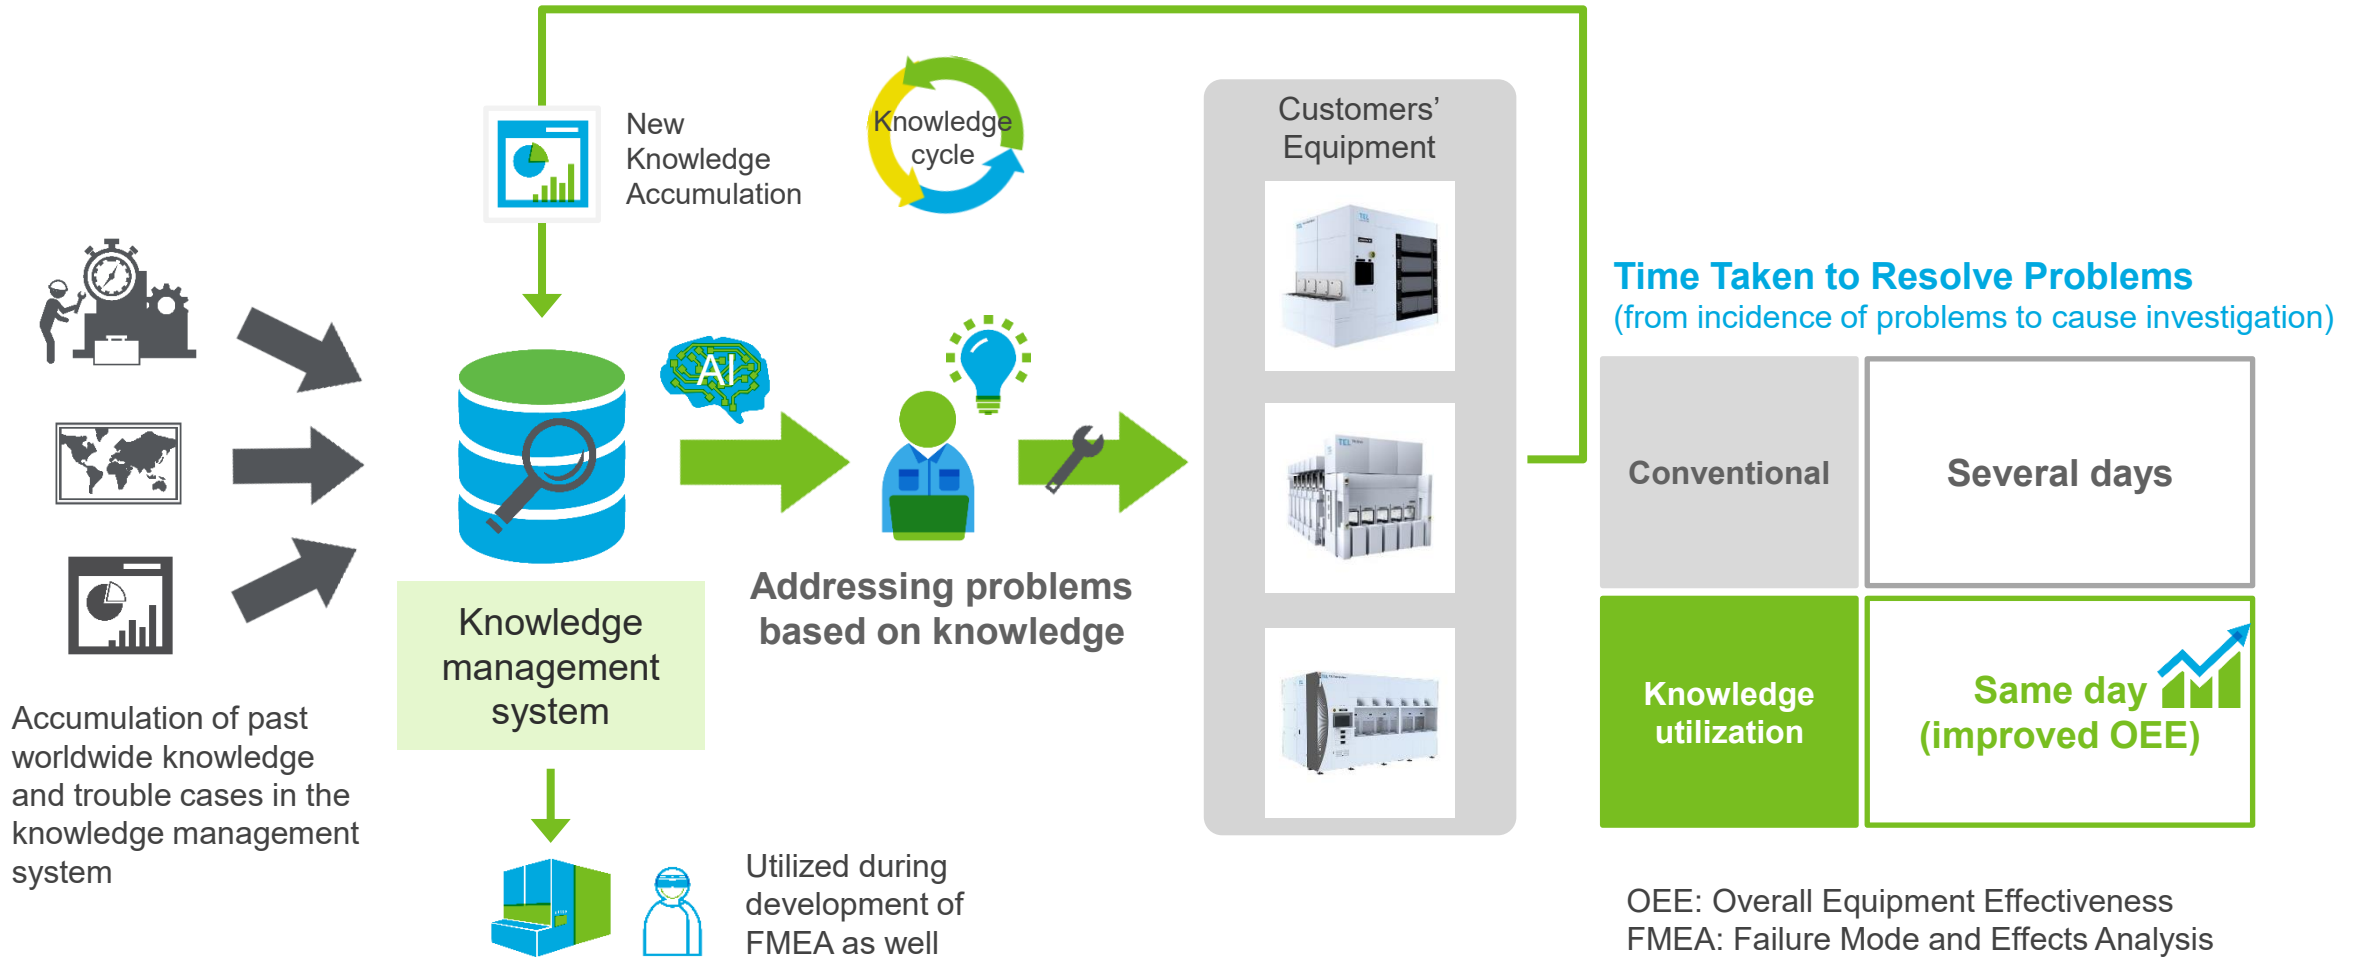 New
Knowledge
Accumulation
Knowledge
cycle
Customers’
Equipment
TEL
TEL
TEL
AI
Accumulation of past
worldwide knowledge
and trouble cases in the
knowledge management
system
Knowledge
management
system
Addressing problems
based on knowledge
Utilized during
development of
FMEA as well
Time Taken to Resolve Problems
(from incidence of problems to cause investigation)
Conventional
Several days
Knowledge
utilization
Same day
(improved OEE)
OEE: Overall Equipment Effectiveness
FMEA: Failure Mode and Effects Analysis